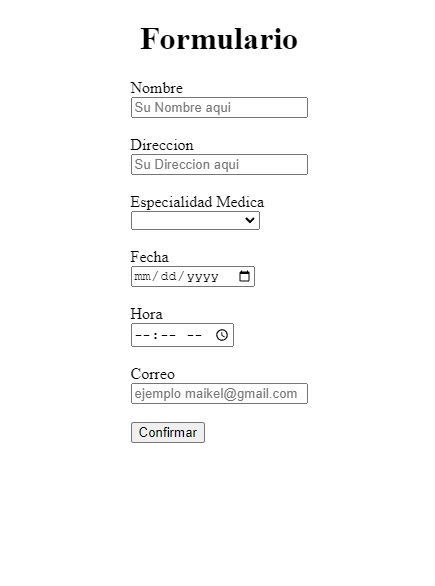 Formulario
Nombre
Su Nombre aqui
Direccion
Su Direccion aqui
Especialidad Medica
Fecha
mm/dd/yyyy
Hora
--:-- --
Correo
ejemplo maikel@gmail.com
Confirmar